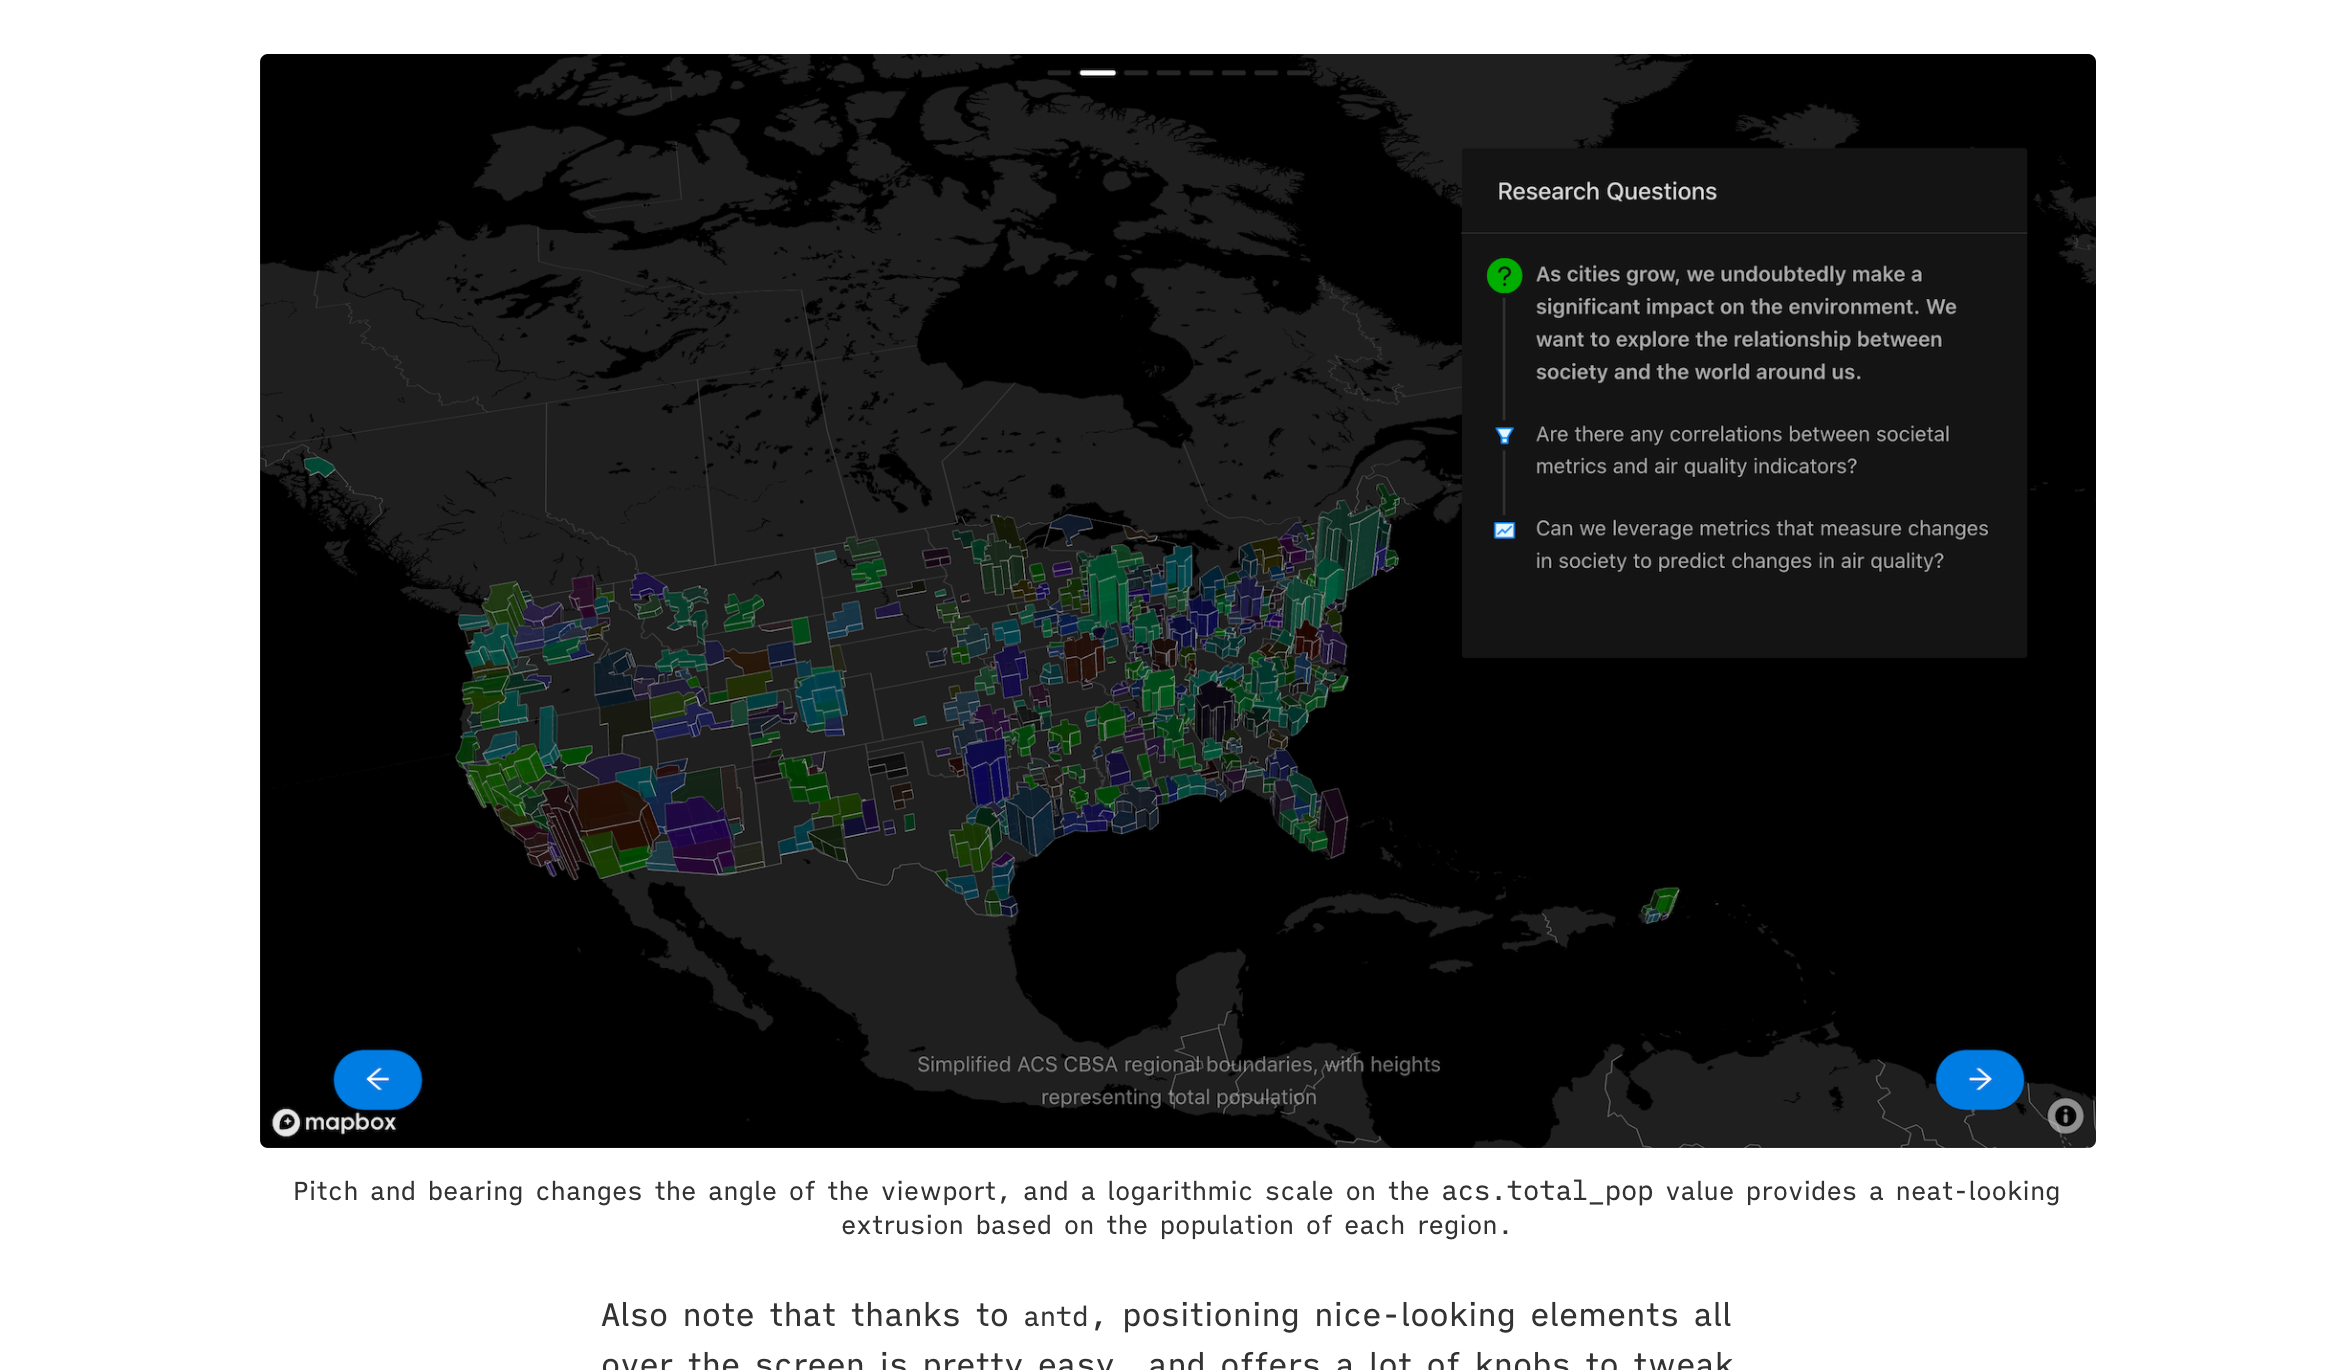 Research Questions
As cities grow, we undoubtedly make a
significant impact on the environment. We
want to explore the relationship between
society and the world around us.
Are there any correlations between societal
metrics and air quality indicators?
Can we leverage metrics that measure changes
in society to predict changes in air quality?
Simplified ACS CBSA regional boundaries, with heights
representing total population
mapbox
Pitch and bearing changes the angle of the viewport, and a logarithmic scale on the acs.total_pop value provides a neat-looking
extrusion based on the population of each region.
Also note that thanks to antd, positioning nice-looking elements all
over the screen is pretty easy, and offers a lot of knobs to tweak